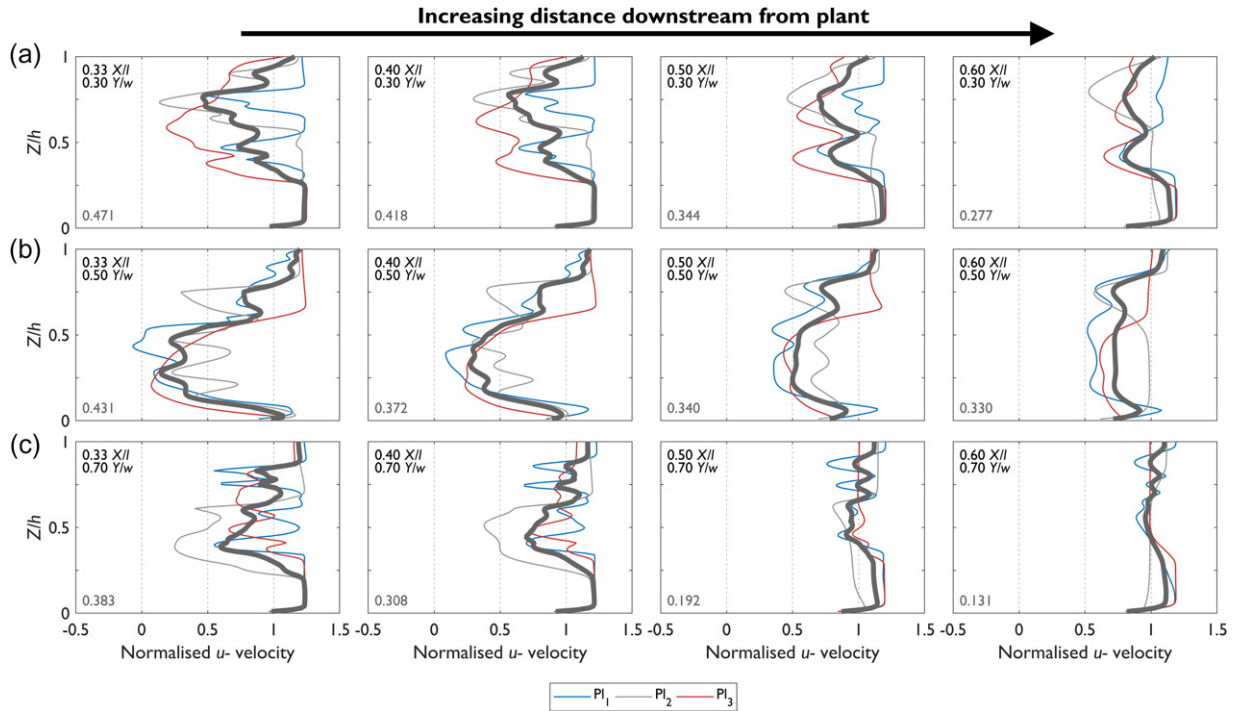 Increasing distance downstream from plant
(a)
1
0.5
0
Z/h
0.33 X/l
0.30 Y/w
0.471
0.40 X/l
0.30 Y/w
0.418
0.50 X/l
0.30 Y/w
0.344
0.60 X/l
0.30 Y/w
0.277
(b)
1
0.5
0
Z/h
0.33 X/l
0.50 Y/w
0.431
0.40 X/l
0.50 Y/w
0.372
0.50 X/l
0.50 Y/w
0.340
0.60 X/l
0.50 Y/w
0.330
(c)
1
0.5
0
Z/h
0.33 X/l
0.70 Y/w
0.383
0.40 X/l
0.70 Y/w
0.308
0.50 X/l
0.70 Y/w
0.192
0.60 X/l
0.70 Y/w
0.131
-0.5 0 0.5 1 1.5 -0.5 0 0.5 1 1.5 -0.5 0 0.5 1 1.5 -0.5 0 0.5 1 1.5
Normalised u- velocity Normalised u- velocity Normalised u- velocity Normalised u- velocity
PI1 PI2 PI3